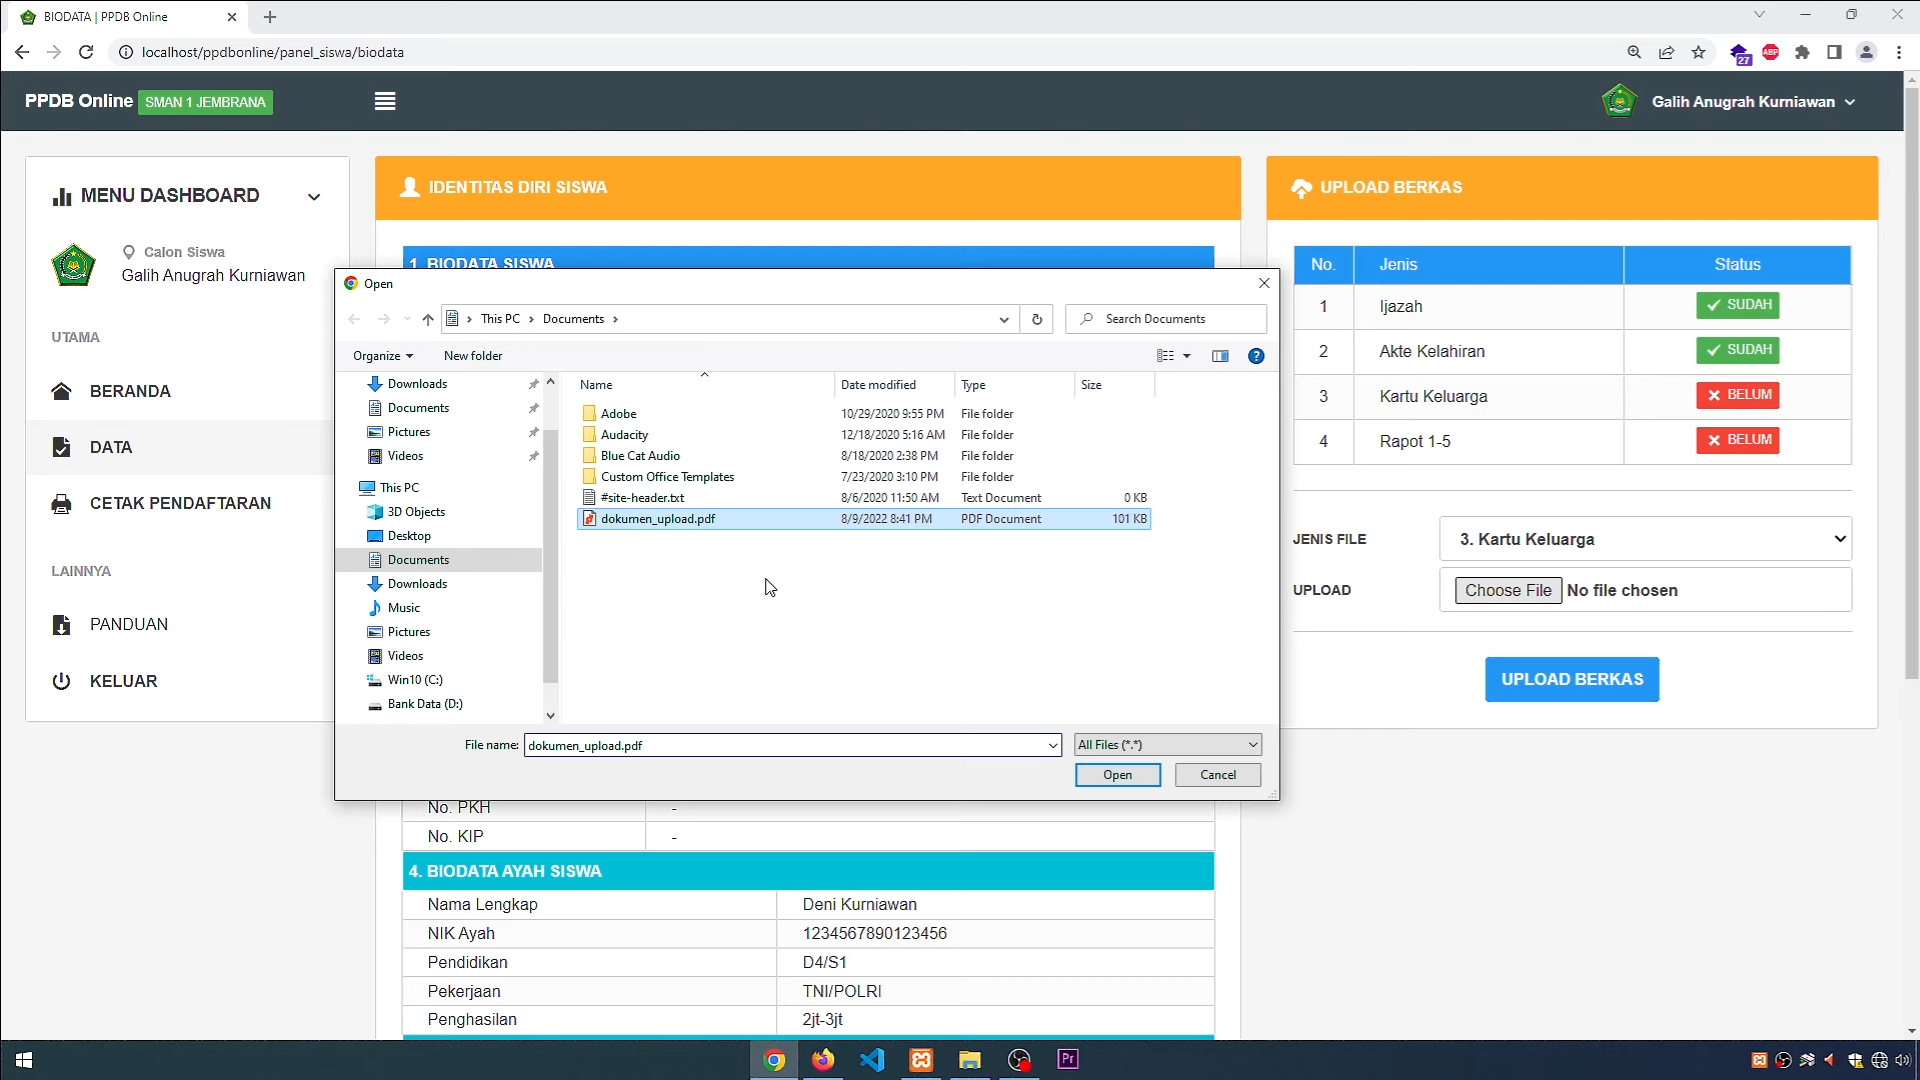 BIODATA | PPDB Online
localhost/ppdbonline/panel_siswa/biodata
27
ABP
PPDB Online SMAN 1 JEMBRANA
Galih Anugrah Kurniawan
MENU DASHBOARD
Calon Siswa
Galih Anugrah Kurniawan
UTAMA
BERANDA
DATA
CETAK PENDAFTARAN
LAINNYA
PANDUAN
KELUAR
IDENTITAS DIRI SISWA
1. BIODATA SISWA
Open
This PC
Documents
Search Documents
Organize
New folder
Downloads
Documents
Pictures
Videos
This PC
3D Objects
Desktop
Documents
Downloads
Music
Pictures
Videos
Win10 (C:)
Bank Data (D:)
Name Date modified Type Size
Adobe 10/29/2020 9:55 PM File folder
Audacity 12/18/2020 5:16 AM File folder
Blue Cat Audio 8/18/2020 2:38 PM File folder
Custom Office Templates 7/23/2020 3:10 PM File folder
#site-header.txt 8/6/2020 11:50 AM Text Document 0 KB
dokumen_upload.pdf 8/9/2022 8:41 PM PDF Document 101 KB
File name: dokumen_upload.pdf
All Files (*.*)
Open
Cancel
No. PKH -
No. KIP -
4. BIODATA AYAH SISWA
Nama Lengkap Deni Kurniawan
NIK Ayah 1234567890123456
Pendidikan D4/S1
Pekerjaan TNI/POLRI
Penghasilan 2jt-3jt
UPLOAD BERKAS
No. Jenis Status
1 Ijazah SUDAH
2 Akte Kelahiran SUDAH
3 Kartu Keluarga BELUM
4 Rapot 1-5 BELUM
JENIS FILE 3. Kartu Keluarga
UPLOAD Choose File No file chosen
UPLOAD BERKAS
Pr